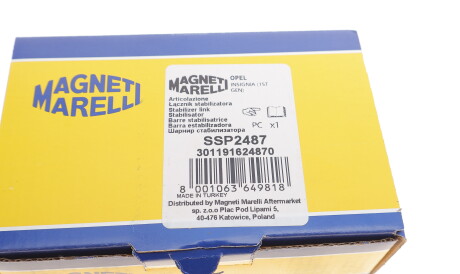 MAGNETI
MARELLI
MAGNETI
MARELLI
OPEL
INSIGNIA (1ST
GEN)
Articolazione
Łącznik stabilizatora
Stabilizer link
Stabilisator
Barre stabilisatrice
Barra estabilizadora
Шарнир стабилизатора
PC x1
SSP2487
301191624870
8 001063 649818
MADE IN TURKEY
Distributed by Magneti Marelli Aftermarket
sp. z.o.o Plac Pod Lipami 5,
40-476 Katowice, Poland